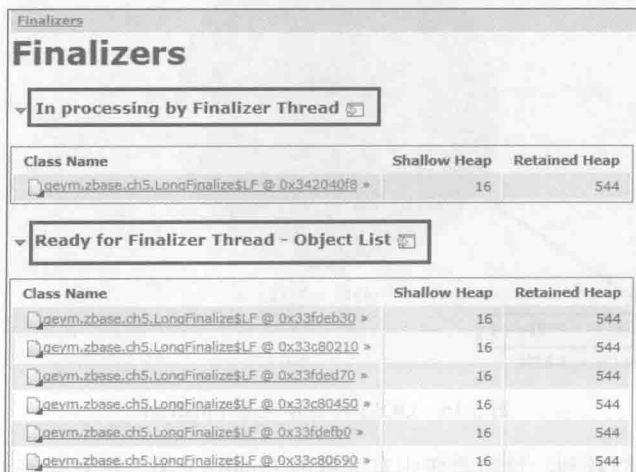 Finalizers
Finalizers
In processing by Finalizer Thread
Class Name Shallow Heap Retained Heap
geym.zbase.ch5.LongFinalize$LF @ 0x342040f8 » 16 544
Ready for Finalizer Thread - Object List
Class Name Shallow Heap Retained Heap
geym.zbase.ch5.LongFinalize$LF @ 0x33fdeb30 » 16 544
geym.zbase.ch5.LongFinalize$LF @ 0x33c80210 » 16 544
geym.zbase.ch5.LongFinalize$LF @ 0x33fded70 » 16 544
geym.zbase.ch5.LongFinalize$LF @ 0x33c80450 » 16 544
geym.zbase.ch5.LongFinalize$LF @ 0x33fdefb0 » 16 544
geym.zbase.ch5.LongFinalize$LF @ 0x33c80690 » 16 544